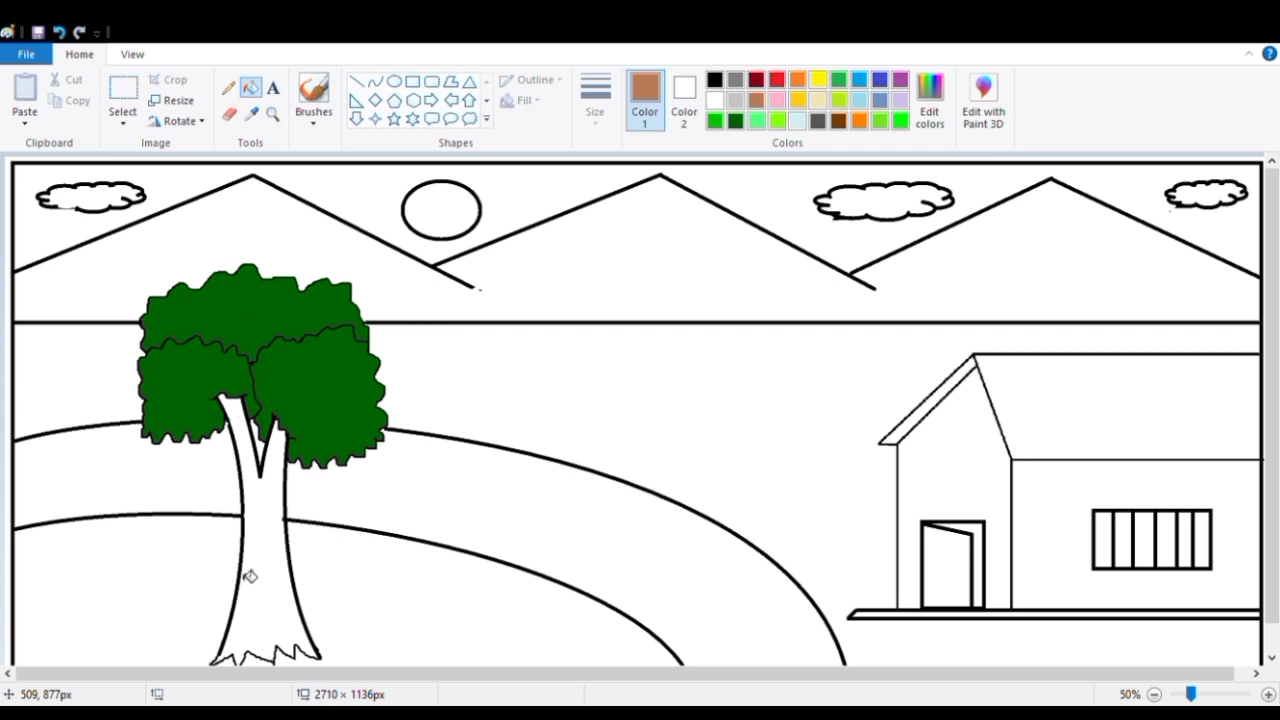 File Home View
Paste Cut Copy
Clipboard
Select Crop Resize Rotate
Image
A
Tools
Brushes
Outline Fill
Shapes
Size
Color 1
Color 2
Edit colors
Colors
Edit with Paint 3D
509, 877px
2710 × 1136px
50%